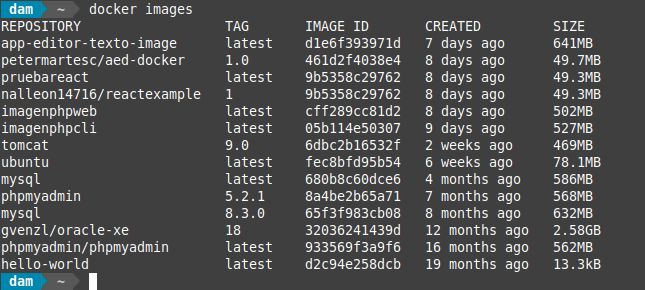 dam ~ docker images
REPOSITORY TAG IMAGE ID CREATED SIZE
app-editor-texto-image latest d1e6f393971d 7 days ago 641MB
petermartesc/aed-docker 1.0 461d2f4038e4 8 days ago 49.7MB
pruebareact latest 9b5358c29762 8 days ago 49.3MB
nalleon14716/reactexample 1 9b5358c29762 8 days ago 49.3MB
imagenphpweb latest cff289cc81d2 8 days ago 502MB
imagenphpcli latest 05b114e50307 9 days ago 527MB
tomcat 9.0 6dbc2b16532f 2 weeks ago 469MB
ubuntu latest fec8bfd95b54 6 weeks ago 78.1MB
mysql latest 680b8c60dce6 4 months ago 586MB
phpmyadmin 5.2.1 8a4be2b65a71 7 months ago 568MB
mysql 8.3.0 65f3f983cb08 8 months ago 632MB
gvenzl/oracle-xe 18 32036241439d 12 months ago 2.58GB
phpmyadmin/phpmyadmin latest 933569f3a9f6 16 months ago 562MB
hello-world latest d2c94e258dcb 19 months ago 13.3kB
dam ~